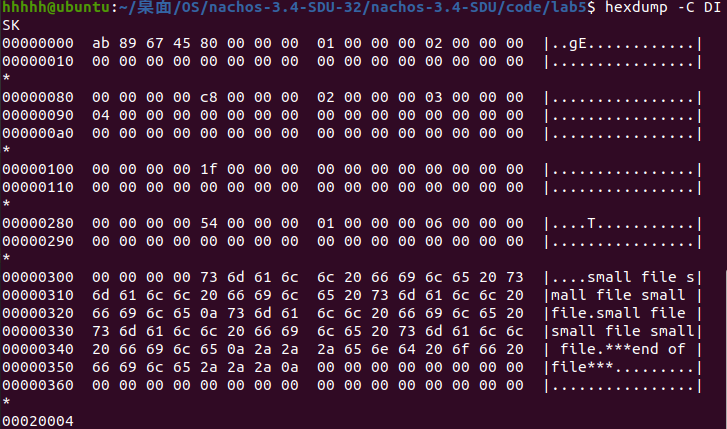 hhhhh@ubuntu:~/桌面/OS/nachos-3.4-SDU-32/nachos-3.4-SDU/code/lab5$ hexdump -C DI
SK
00000000  ab 89 67 45 80 00 00 00  01 00 00 00 02 00 00 00  |..gE............|
00000010  00 00 00 00 00 00 00 00  00 00 00 00 00 00 00 00  |................|
*
00000080  00 00 00 00 c8 00 00 00  02 00 00 00 03 00 00 00  |................|
00000090  04 00 00 00 00 00 00 00  00 00 00 00 00 00 00 00  |................|
000000a0  00 00 00 00 00 00 00 00  00 00 00 00 00 00 00 00  |................|
*
00000100  00 00 00 00 1f 00 00 00  00 00 00 00 00 00 00 00  |................|
00000110  00 00 00 00 00 00 00 00  00 00 00 00 00 00 00 00  |................|
*
00000280  00 00 00 00 54 00 00 00  01 00 00 00 06 00 00 00  |....T...........|
00000290  00 00 00 00 00 00 00 00  00 00 00 00 00 00 00 00  |................|
*
00000300  00 00 00 00 73 6d 61 6c  6c 20 66 69 6c 65 20 73  |....small file s|
00000310  6d 61 6c 6c 20 66 69 6c  65 20 73 6d 61 6c 6c 20  |mall file small |
00000320  66 69 6c 65 0a 73 6d 61  6c 6c 20 66 69 6c 65 20  |file.small file |
00000330  73 6d 61 6c 6c 20 66 69  6c 65 20 73 6d 61 6c 6c  |small file small|
00000340  20 66 69 6c 65 0a 2a 2a  2a 65 6e 64 20 6f 66 20  | file.***end of |
00000350  66 69 6c 65 2a 2a 2a 0a  00 00 00 00 00 00 00 00  |file***.........|
00000360  00 00 00 00 00 00 00 00  00 00 00 00 00 00 00 00  |................|
*
00020004